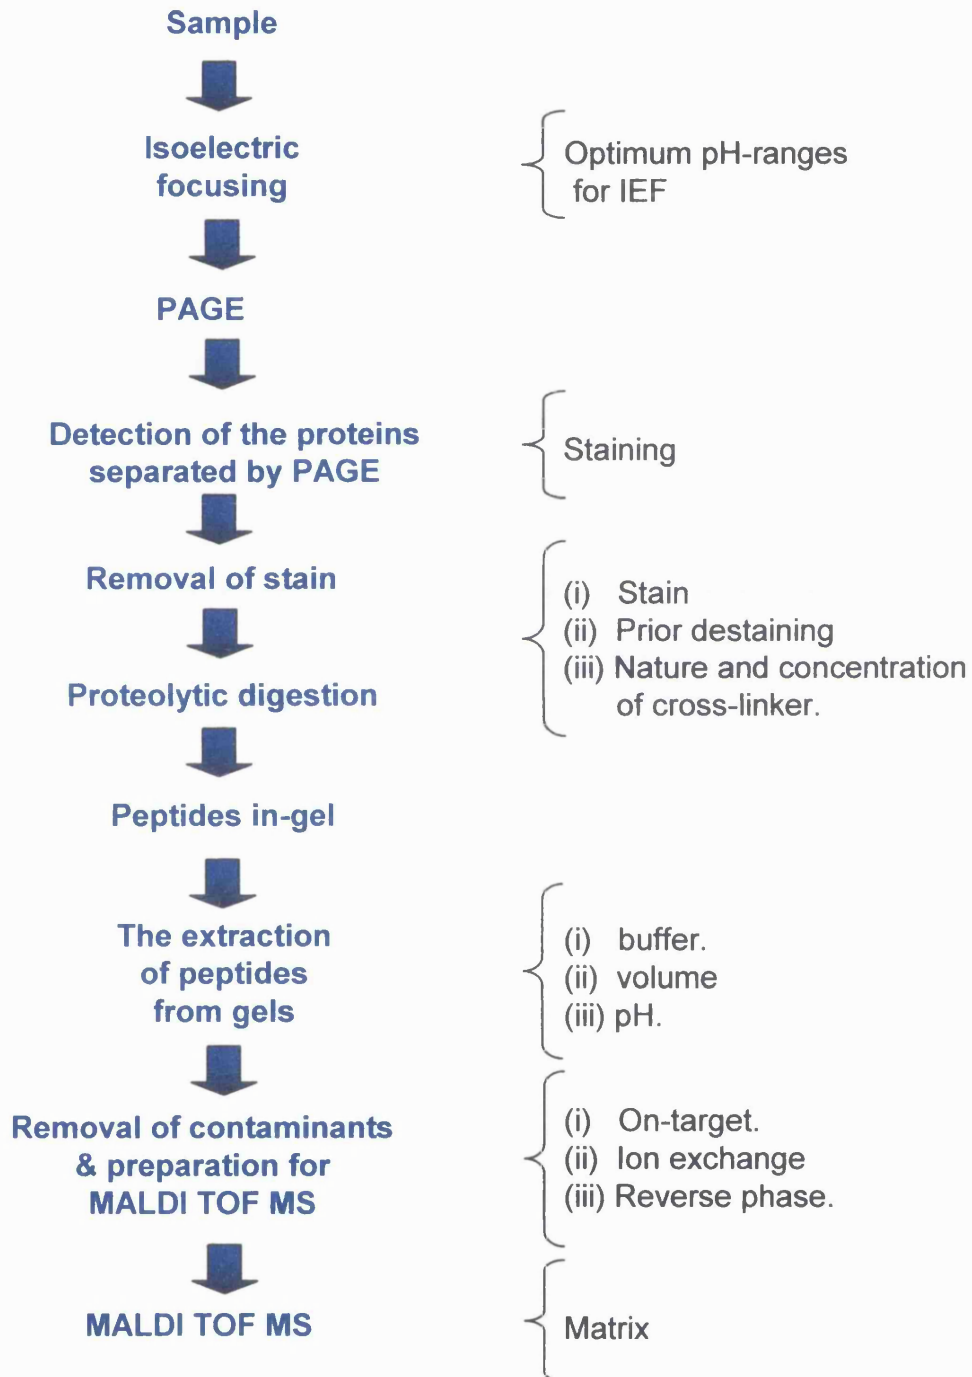 Sample
Isoelectric
focusing
Optimum pH-ranges
for IEF
PAGE
Detection of the proteins
separated by PAGE
Staining
Removal of stain
Proteolytic digestion
(i) Stain
(ii) Prior destaining
(iii) Nature and concentration
of cross-linker.
Peptides in-gel
The extraction
of peptides
from gels
(i) buffer.
(ii) volume
(iii) pH.
Removal of contaminants
& preparation for
MALDI TOF MS
(i) On-target.
(ii) Ion exchange
(iii) Reverse phase.
MALDI TOF MS
Matrix